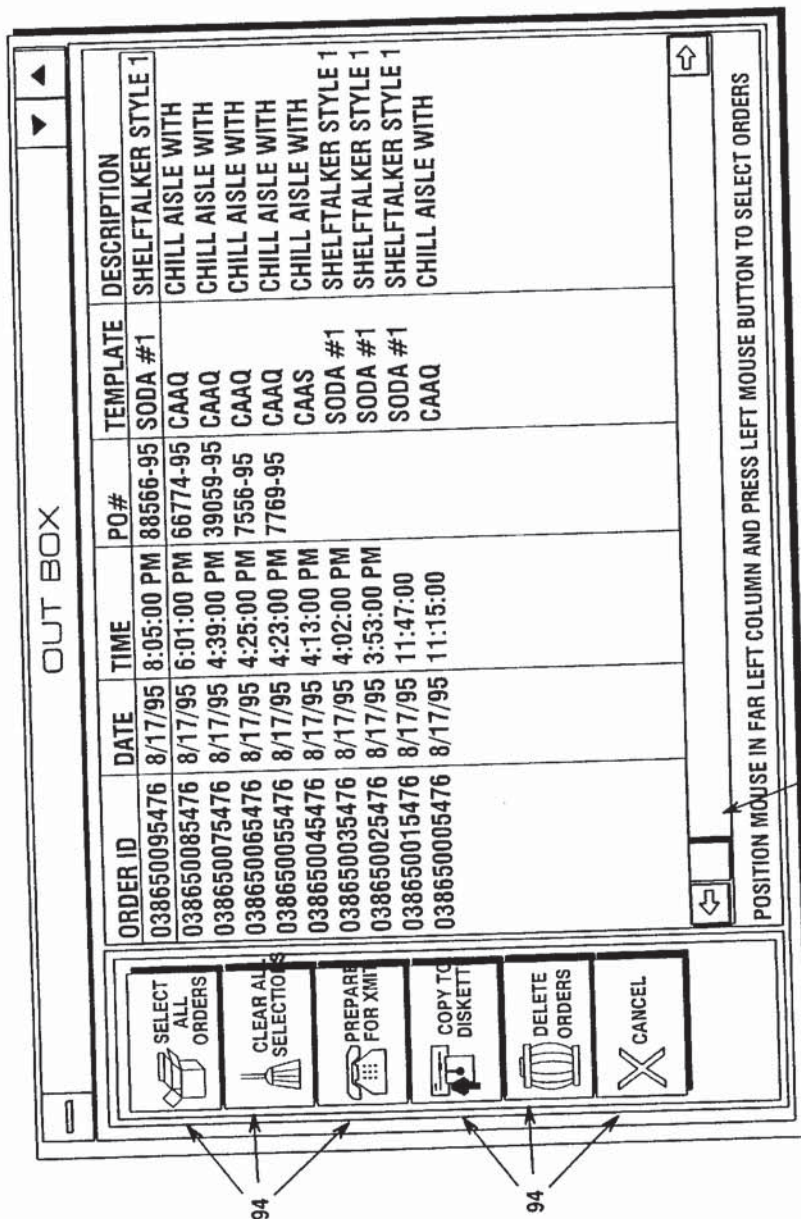 OUT BOX
SELECT ALL ORDERS
CLEAR ALL SELECTIONS
PREPARE FOR XMIT
COPY TO DISKETT
DELETE ORDERS
CANCEL
94
94
ORDER ID DATE TIME PO# TEMPLATE DESCRIPTION
038650095476 8/17/95 8:05:00 PM 88566-95 SODA #1 SHELFTALKER STYLE 1
038650085476 8/17/95 6:01:00 PM 66774-95 CAAQ CHILL AISLE WITH
038650075476 8/17/95 4:39:00 PM 39059-95 CAAQ CHILL AISLE WITH
038650065476 8/17/95 4:25:00 PM 7556-95 CAAQ CHILL AISLE WITH
038650055476 8/17/95 4:23:00 PM 7769-95 CAAQ CHILL AISLE WITH
038650045476 8/17/95 4:13:00 PM CAAS CHILL AISLE WITH
038650035476 8/17/95 4:02:00 PM SODA #1 SHELFTALKER STYLE 1
038650025476 8/17/95 3:53:00 PM SODA #1 SHELFTALKER STYLE 1
038650015476 8/17/95 11:47:00 SODA #1 SHELFTALKER STYLE 1
038650005476 8/17/95 11:15:00 CAAQ CHILL AISLE WITH
POSITION MOUSE IN FAR LEFT COLUMN AND PRESS LEFT MOUSE BUTTON TO SELECT ORDERS